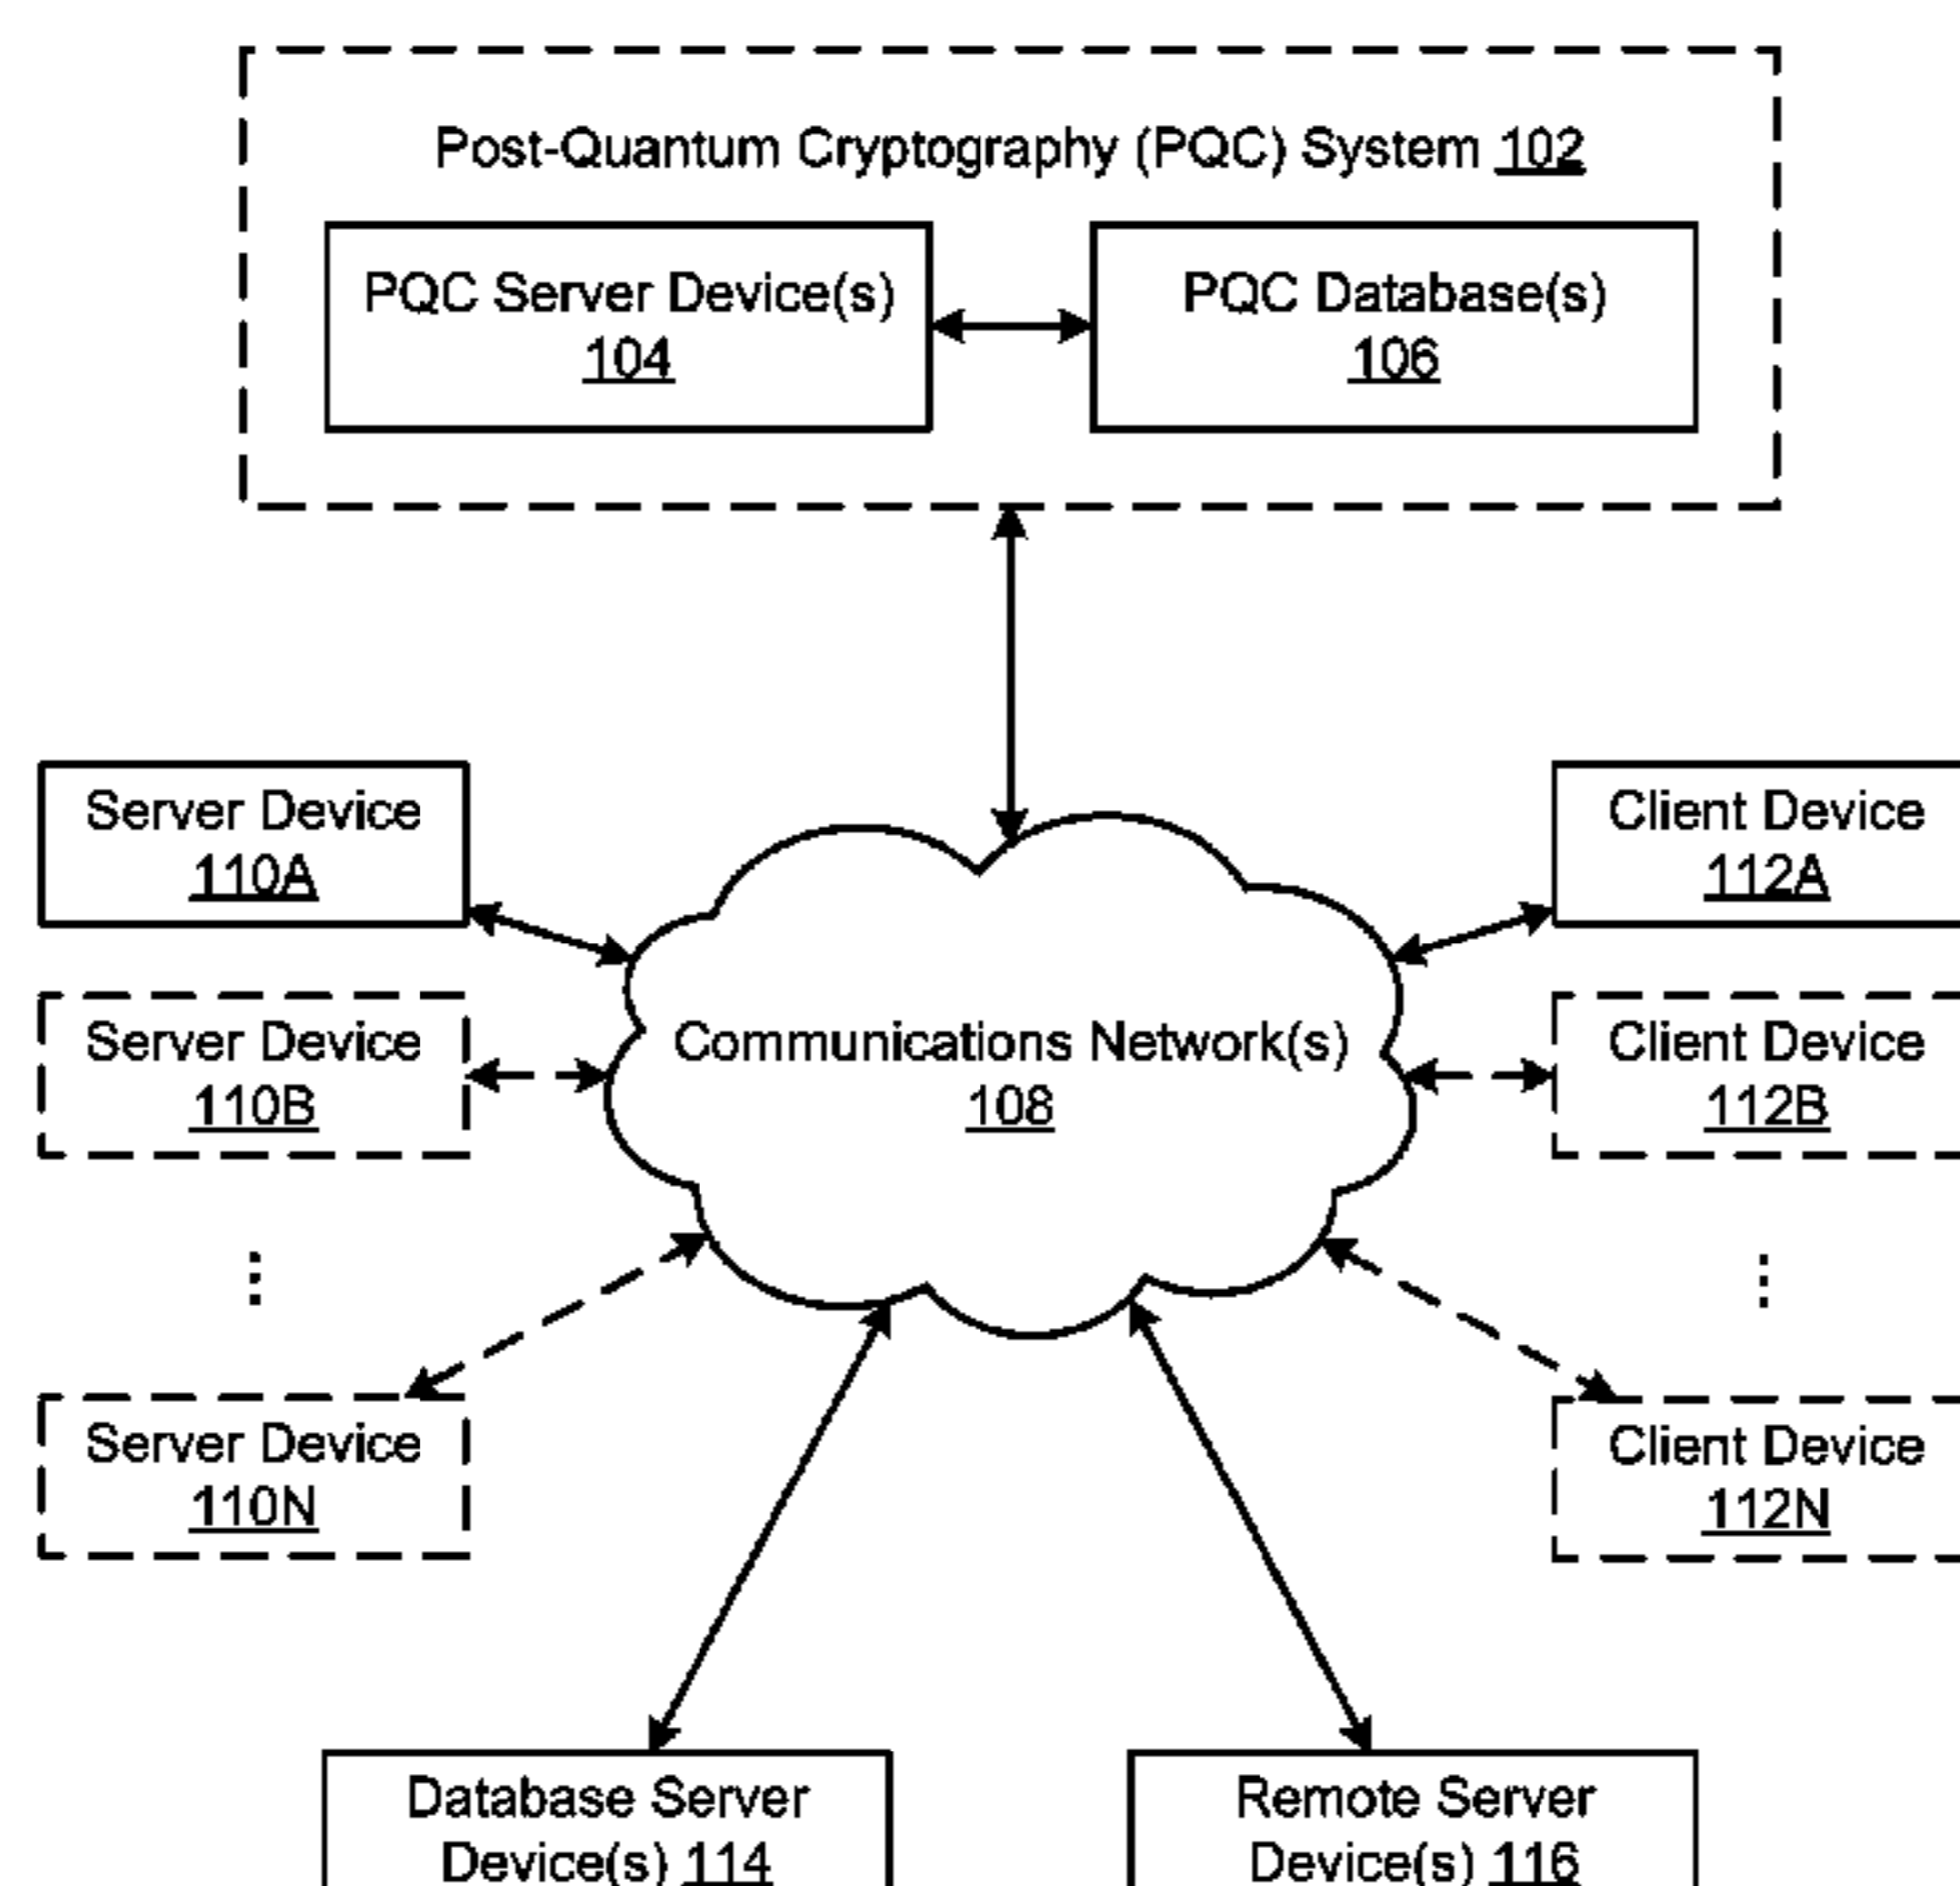 Post-Quantum Cryptography (PQC) System 102
PQC Server Device(s)
104
PQC Database(s)
106
Server Device
110A
Client Device
112A
Server Device
110B
Communications Network(s)
108
Client Device
112B
Server Device
110N
Client Device
112N
Database Server
Device(s) 114
Remote Server
Device(s) 116